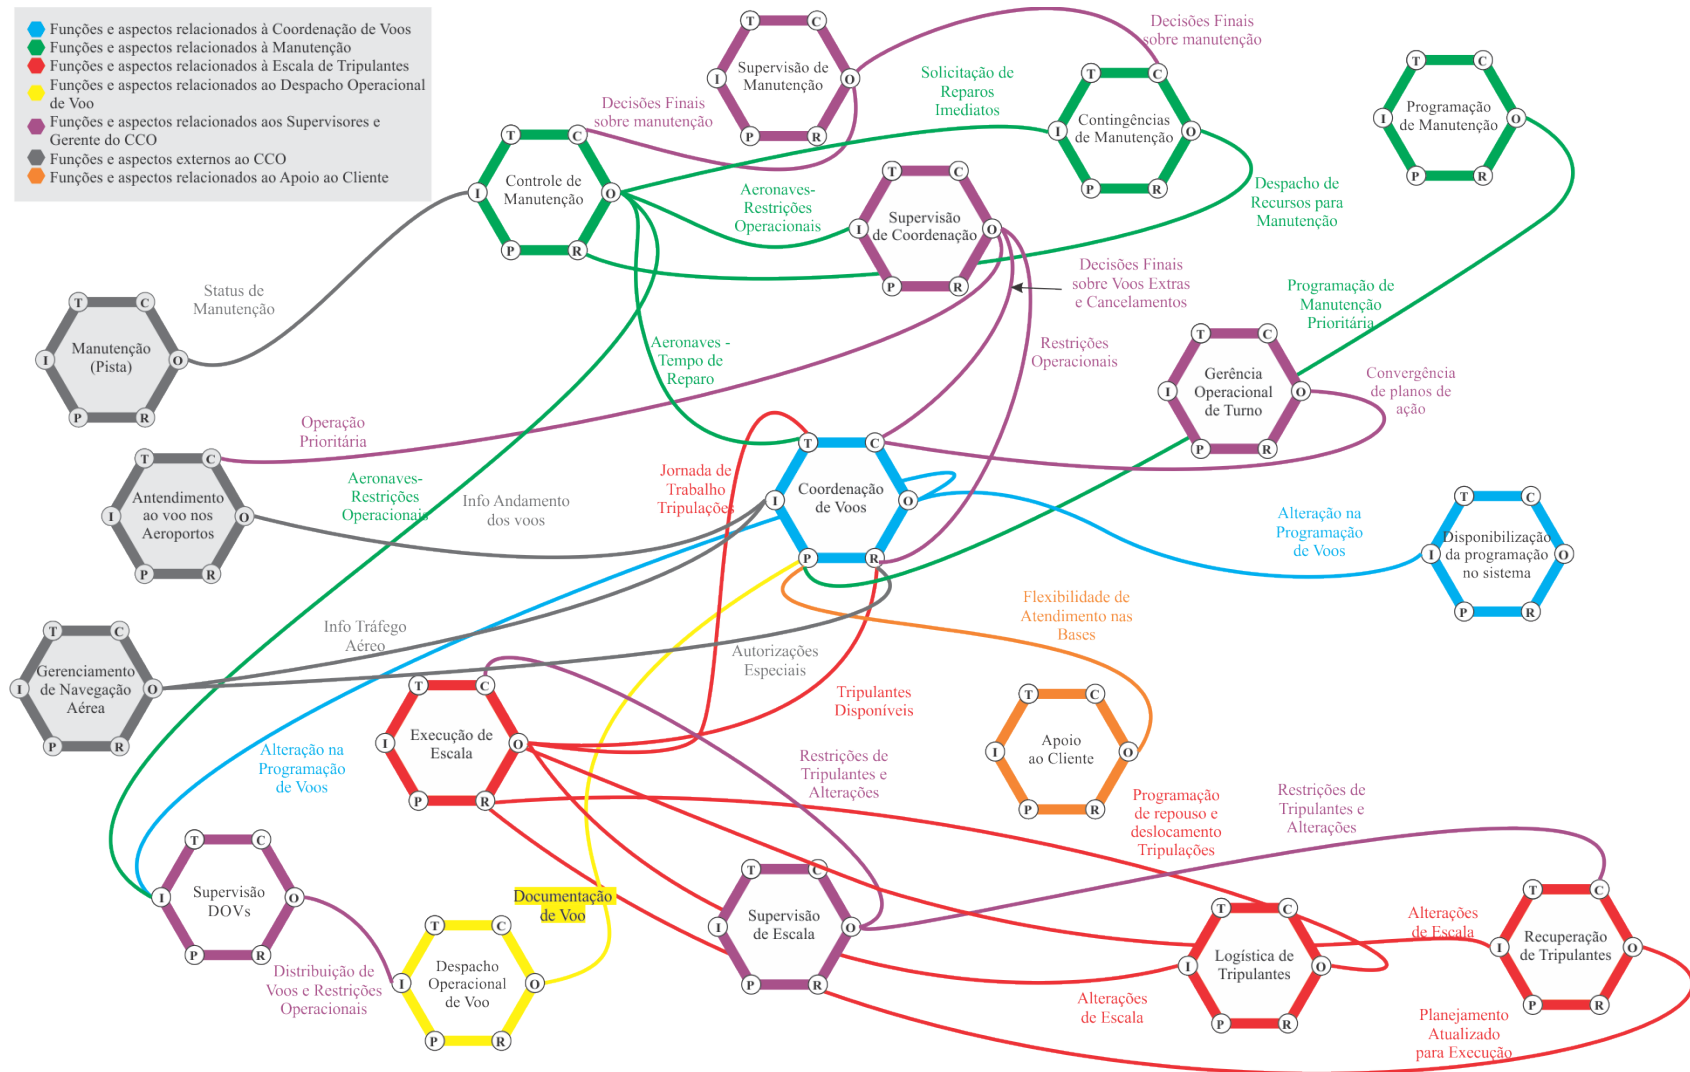 Funções e aspectos relacionados à Coordenação de Voos
Funções e aspectos relacionados à Manutenção
Funções e aspectos relacionados à Escala de Tripulantes
Funções e aspectos relacionados ao Despacho Operacional
de Voo
Funções e aspectos relacionados aos Supervisores e
Gerente do CCO
Funções e aspectos externos ao CCO
Funções e aspectos relacionados ao Apoio ao Cliente
T C
I O
P R
Supervisão de
Manutenção
Decisões Finais
sobre manutenção
Decisões Finais
sobre manutenção
Solicitação de
Reparos
Imediatos
T C
I O
P R
Contingências
de Manutenção
T C
I O
P R
Programação
de Manutenção
T C
I O
P R
Controle de
Manutenção
Aeronaves-
Restrições
Operacionais
T C
I O
P R
Supervisão
de Coordenação
Despacho de
Recursos para
Manutenção
Decisões Finais
sobre Voos Extras
e Cancelamentos
Programação de
Manutenção
Prioritária
Status de
Manutenção
T C
I O
P R
Manutenção
(Pista)
Aeronaves -
Tempo de
Reparo
Restrições
Operacionais
T C
I O
P R
Gerência
Operacional
de Turno
Convergência
de planos de
ação
Operação
Prioritária
T C
I O
P R
Antendimento
ao voo nos
Aeroportos
Aeronaves-
Restrições
Operacionais
Info Andamento
dos voos
Jornada de
Trabalho
Tripulações
T C
I O
P R
Coordenação
de Voos
Alteração na
Programação
de Voos
T C
I O
P R
Disponibilização
da programação
no sistema
T C
I O
P R
Gerenciamento
de Navegação
Aérea
Info Tráfego
Aéreo
Autorizações
Especiais
Flexibilidade de
Atendimento nas
Bases
T C
I O
P R
Execução de
Escala
Tripulantes
Disponíveis
T C
I O
P R
Apoio
ao Cliente
Alteração na
Programação
de Voos
Restrições de
Tripulantes e
Alterações
Programação
de repouso e
deslocamento
Tripulações
Restrições de
Tripulantes e
Alterações
T C
I O
P R
Supervisão
DOVs
Documentação
de Voo
T C
I O
P R
Supervisão
de Escala
T C
I O
P R
Despacho
Operacional
de Voo
Distribuição de
Voos e Restrições
Operacionais
Alterações
de Escala
T C
I O
P R
Logística de
Tripulantes
Alterações
de Escala
T C
I O
P R
Recuperação
de Tripulantes
Planejamento
Atualizado
para Execução